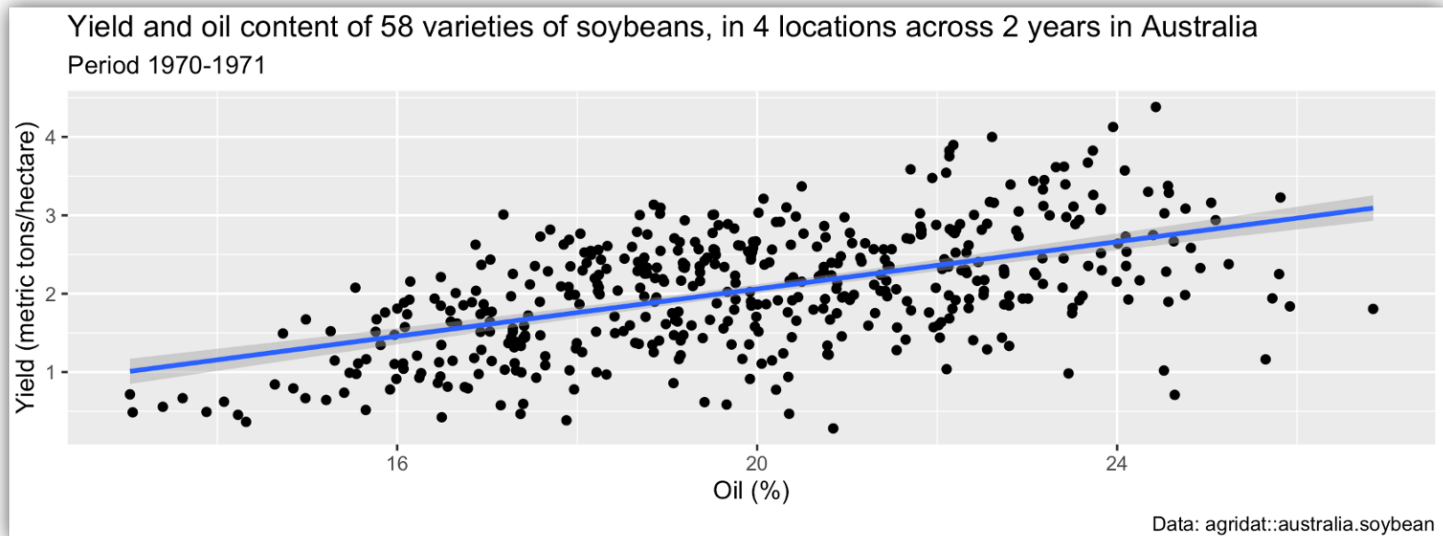 Yield and oil content of 58 varieties of soybeans, in 4 locations across 2 years in Australia
Period 1970-1971
Yield (metric tons/hectare)
4
3
2
1
16 20 24
Oil (%)
Data: agridat::australia.soybean